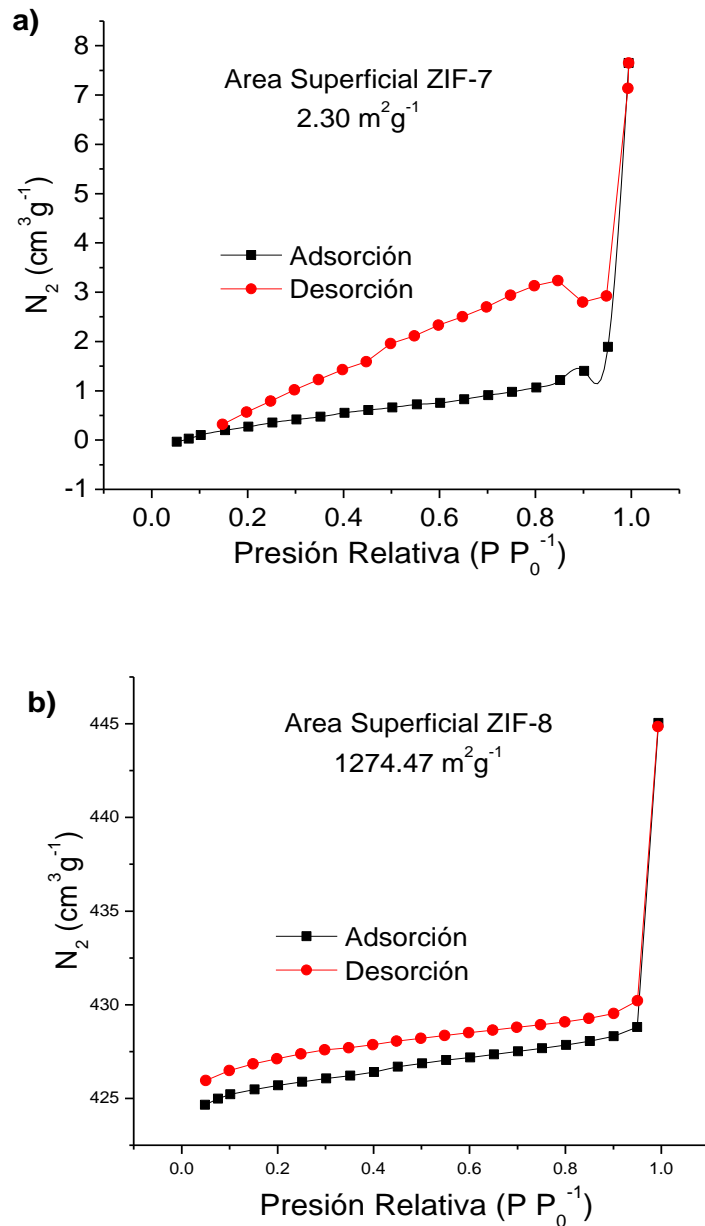 a)
Area Superficial ZIF-7
2.30 m²g⁻¹
Adsorción
Desorción
8
7
6
5
4
3
2
1
0
-1
N₂ (cm³g⁻¹)
0.0 0.2 0.4 0.6 0.8 1.0
Presión Relativa (P P₀⁻¹)
b)
Area Superficial ZIF-8
1274.47 m²g⁻¹
Adsorción
Desorción
445
440
435
430
425
N₂ (cm³g⁻¹)
0.0 0.2 0.4 0.6 0.8 1.0
Presión Relativa (P P₀⁻¹)